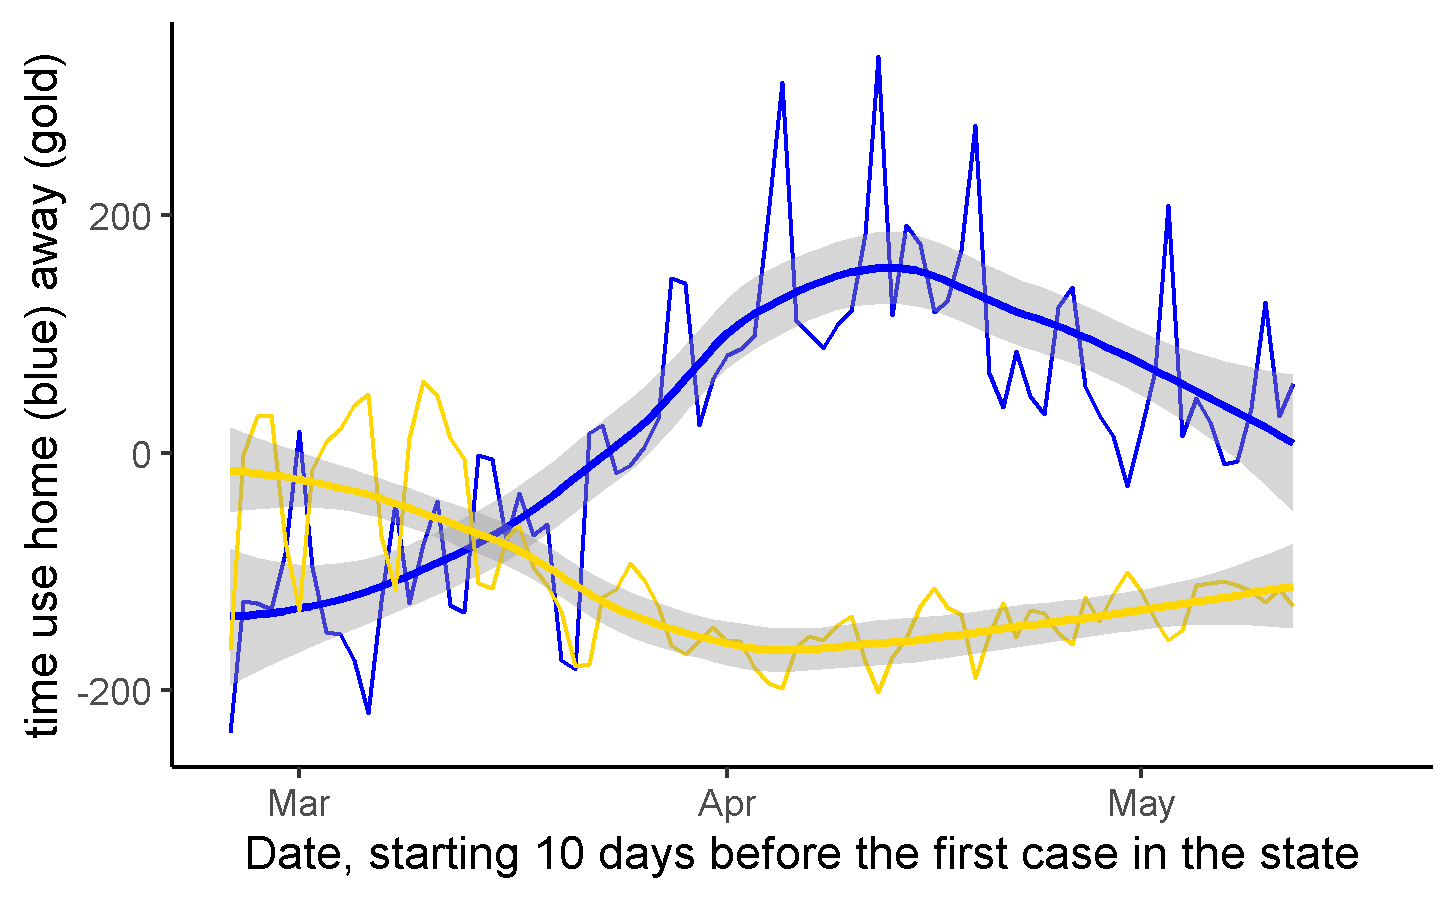 time use home (blue) away (gold)
200
0
-200
Mar Apr May
Date, starting 10 days before the first case in the state